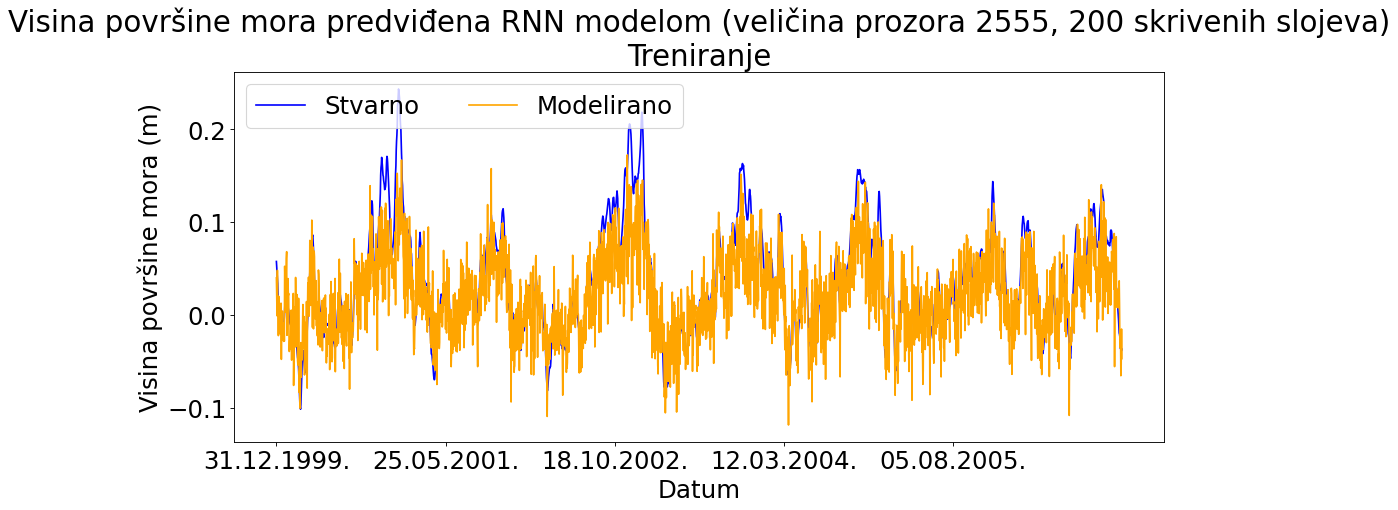 Visina površine mora predviđena RNN modelom (veličina prozora 2555, 200 skrivenih slojeva)
Treniranje
Stvarno
Modelirano
Visina površine mora (m)
0.2
0.1
0.0
−0.1
31.12.1999.
25.05.2001.
18.10.2002.
12.03.2004.
05.08.2005.
Datum